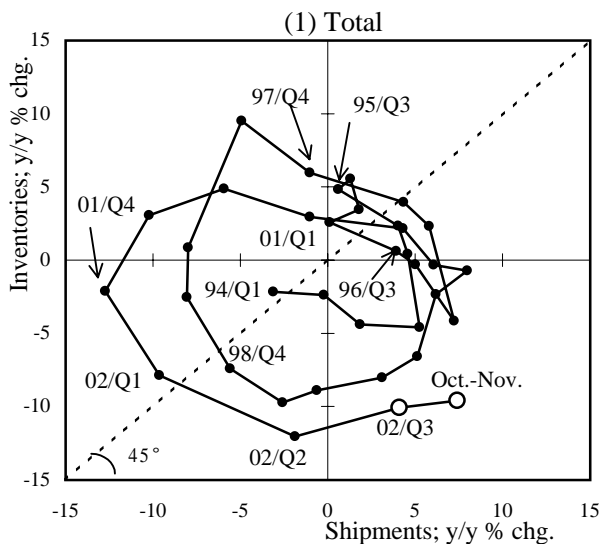 (1) Total
Inventories; y/y % chg.
15
10
5
0
-5
-10
-15
97/Q4
95/Q3
01/Q4
01/Q1
94/Q1
96/Q3
98/Q4
02/Q1
Oct.-Nov.
02/Q3
02/Q2
45°
-15
-10
-5
0
5
10
15
Shipments; y/y % chg.